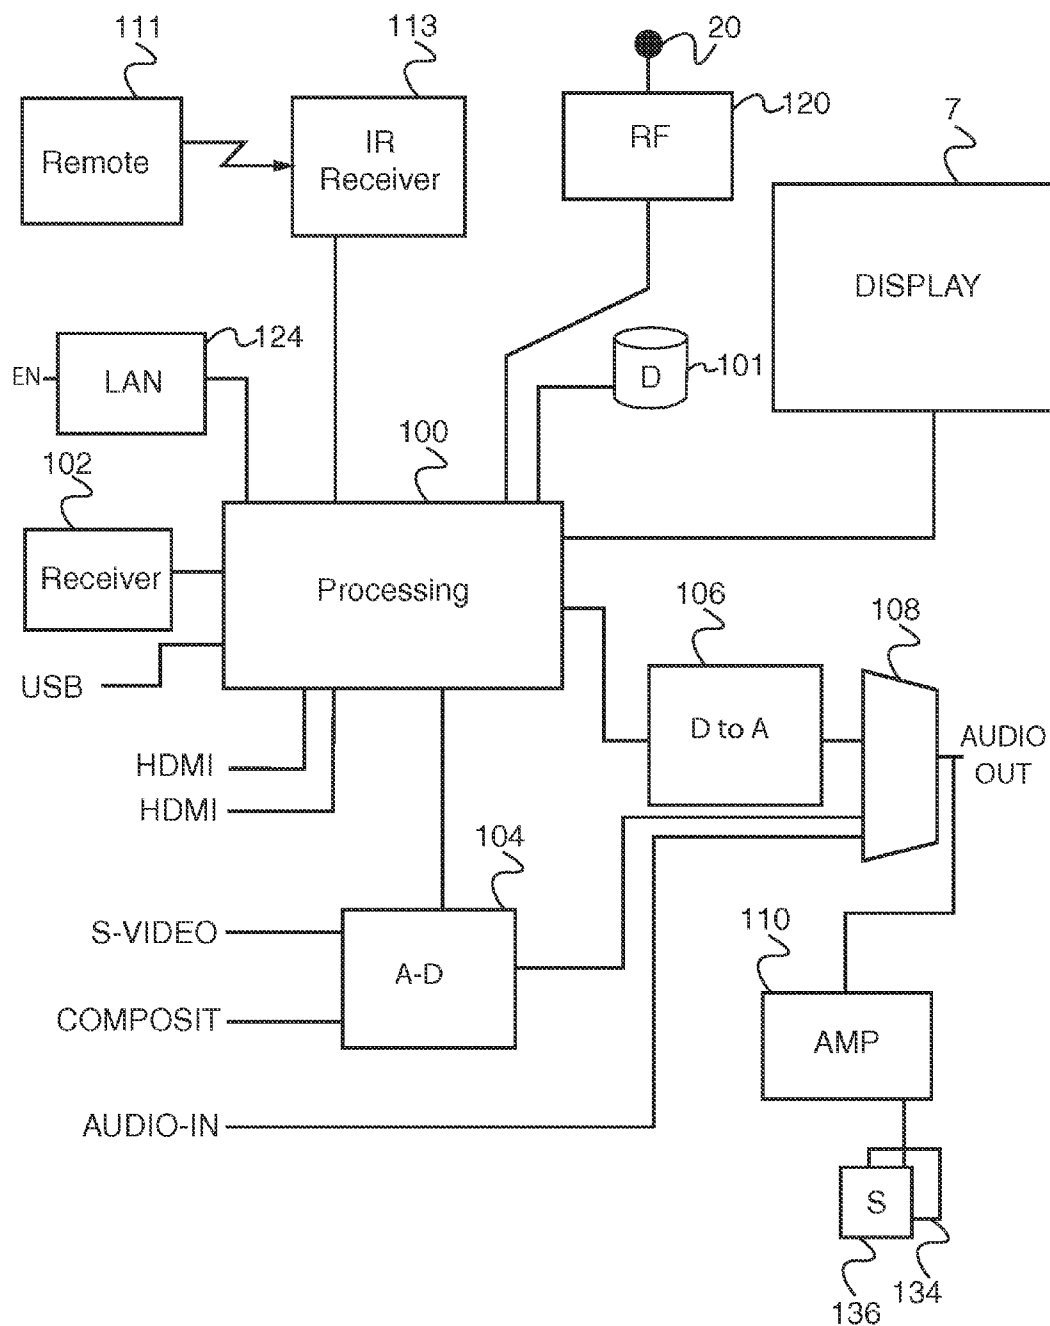 111
113
20
Remote
IR
Receiver
RF
120
7
DISPLAY
EN
LAN
124
D
101
100
102
Receiver
Processing
USB
106
108
D to A
AUDIO
OUT
HDMI
HDMI
104
S-VIDEO
A-D
COMPOSIT
110
AMP
AUDIO-IN
S
134
136